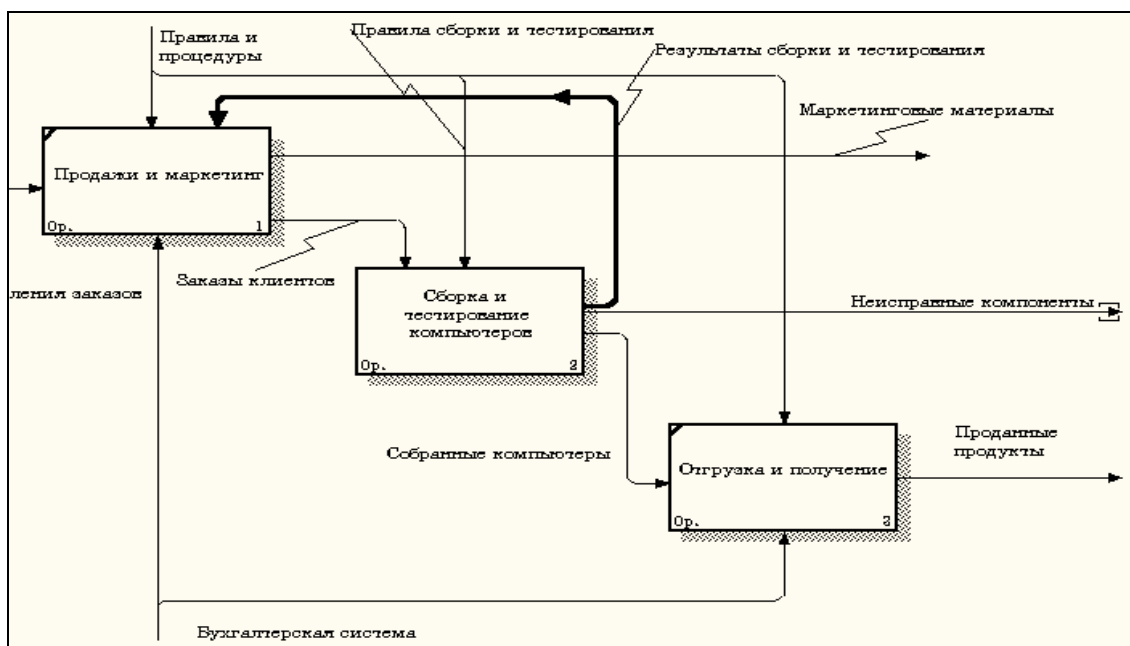 Правила и
процедуры
Правила сборки и тестирования
Результаты сборки и тестирования
Маркетинговые материалы
Продажи и маркетинг
0р. 1
Заказы клиентов
ления заказов
Сборка и
тестирование
компьютеров
0р. 2
Неисправные компоненты
Собранные компьютеры
Проданные
продукты
Отгрузка и получение
0р. 3
Бухгалтерская система